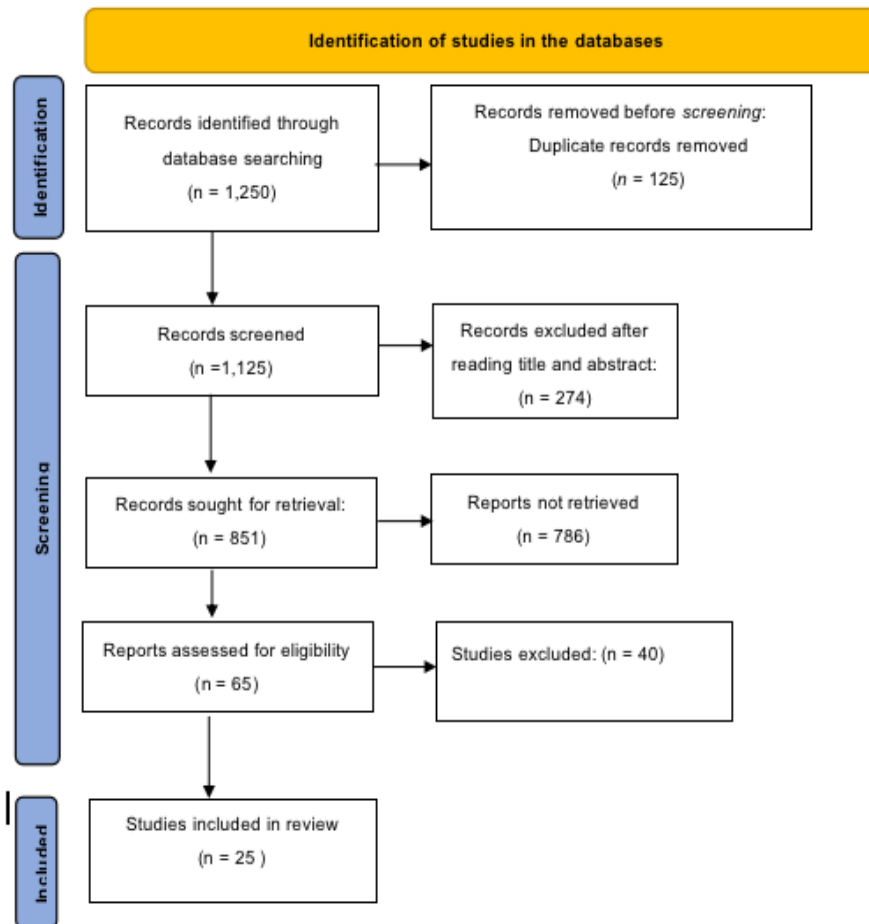 Identification of studies in the databases
Identification
Records identified through
database searching
(n = 1,250)
Records removed before screening:
Duplicate records removed
(n = 125)
Screening
Records screened
(n =1,125)
Records excluded after
reading title and abstract:
(n = 274)
Records sought for retrieval:
(n = 851)
Reports not retrieved
(n = 786)
Reports assessed for eligibility
(n = 65)
Studies excluded: (n = 40)
Included
Studies included in review
(n = 25 )